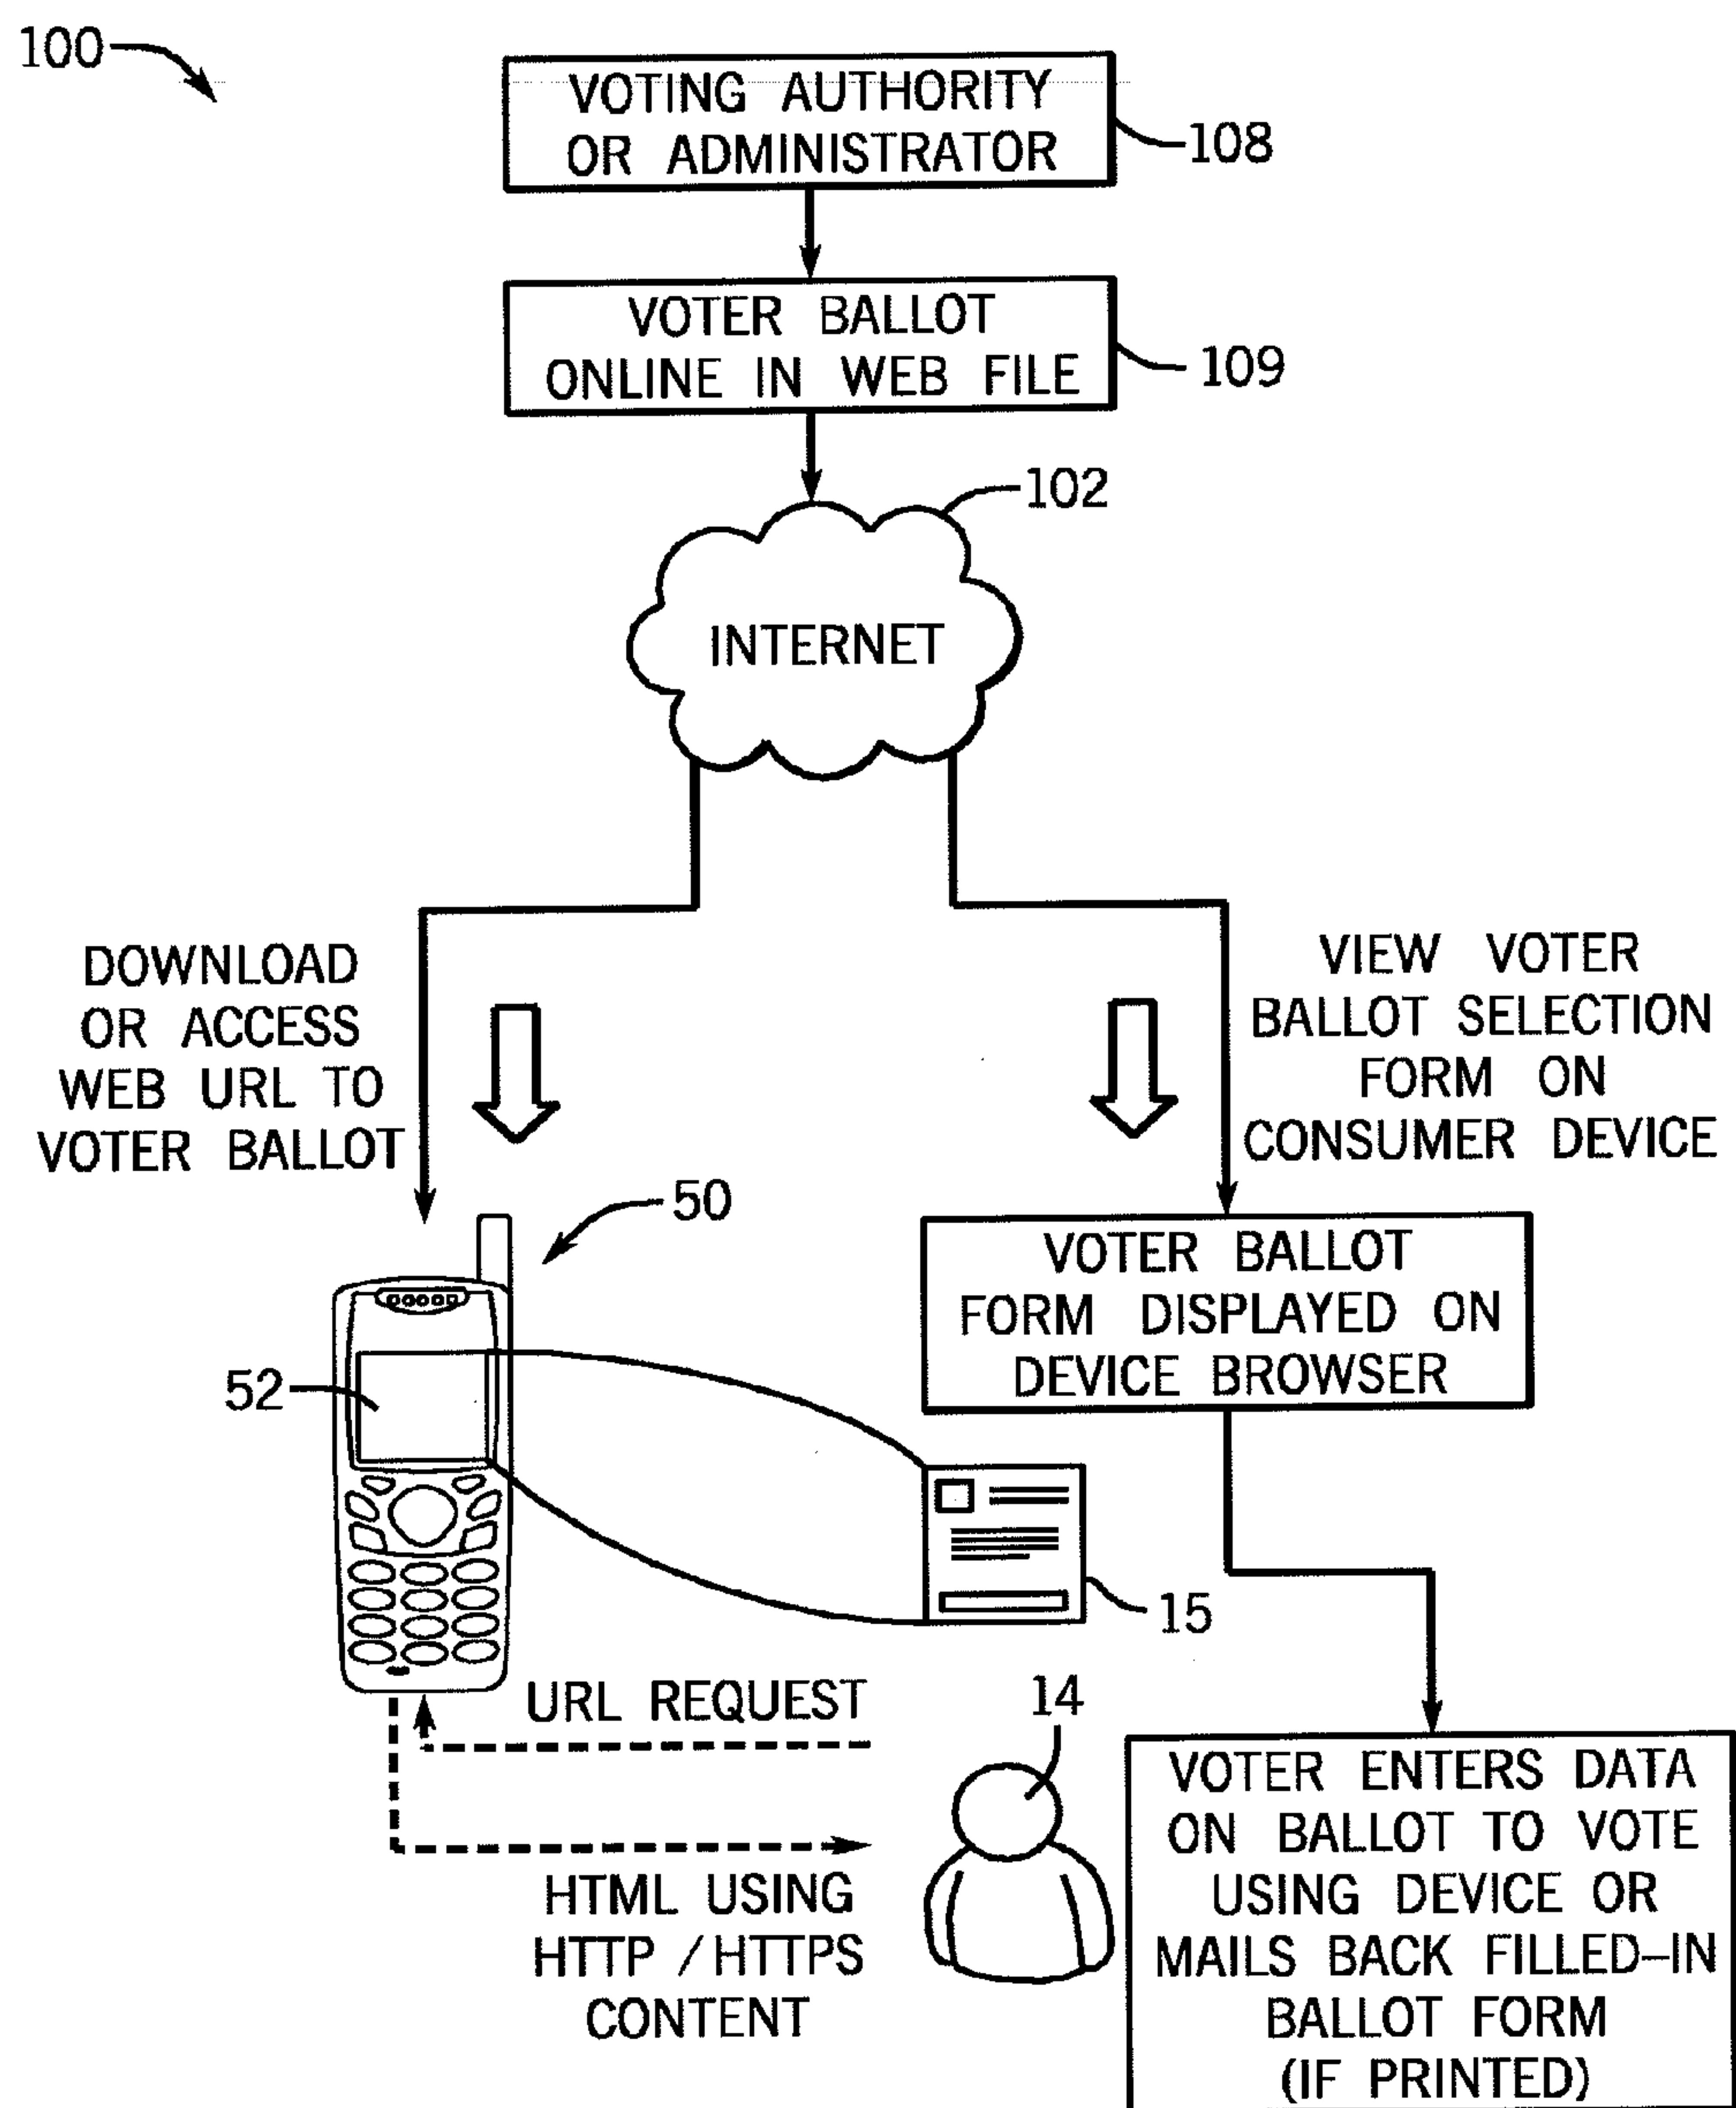 100
VOTING AUTHORITY
OR ADMINISTRATOR
108
VOTER BALLOT
ONLINE IN WEB FILE
109
102
INTERNET
DOWNLOAD
OR ACCESS
WEB URL TO
VOTER BALLOT
VIEW VOTER
BALLOT SELECTION
FORM ON
CONSUMER DEVICE
50
VOTER BALLOT
FORM DISPLAYED ON
DEVICE BROWSER
52
15
URL REQUEST
14
HTML USING
HTTP /HTTPS
CONTENT
VOTER ENTERS DATA
ON BALLOT TO VOTE
USING DEVICE OR
MAILS BACK FILLED–IN
BALLOT FORM
(IF PRINTED)